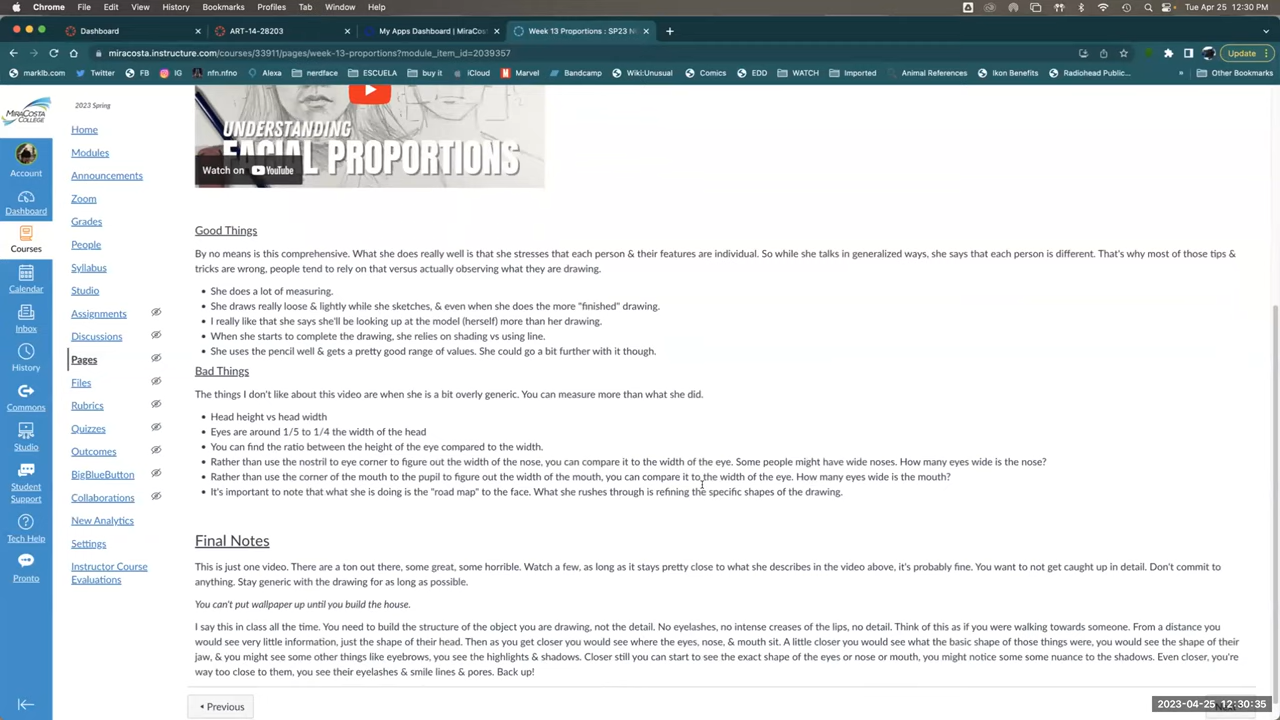 Chrome File Edit View History Bookmarks Profiles Tab Window Help Tue Apr 25 12:30 PM
Dashboard × ART-14-28203 × My Apps Dashboard | MiraCost × Week 13 Proportions : SP23 N × +
miracosta.instructure.com/courses/33911/pages/week-13-proportions?module_item_id=2039357 Update
marklb.com Twitter FB IG nfn.nfno Alexa nerdface ESCUELA buy it iCloud Marvel Bandcamp Wiki:Unusual Comics EDD WATCH Imported Animal References Ikon Benefits Radiohead Public... » Other Bookmarks
MIRACOSTA
COLLEGE
Account
Dashboard
Courses
Calendar
Inbox
History
Commons
Studio
Student
Support
Tech Help
Pronto
2023 Spring
Home
Modules
Announcements
Zoom
Grades
People
Syllabus
Studio
Assignments
Discussions
Pages
Files
Rubrics
Quizzes
Outcomes
BigBlueButton
Collaborations
New Analytics
Settings
Instructor Course
Evaluations
UNDERSTANDING
FACIAL PROPORTIONS
Watch on YouTube
Good Things
By no means is this comprehensive. What she does really well is that she stresses that each person & their features are individual. So while she talks in generalized ways, she says that each person is different. That's why most of those tips &
tricks are wrong, people tend to rely on that versus actually observing what they are drawing.
• She does a lot of measuring.
• She draws really loose & lightly while she sketches, & even when she does the more "finished" drawing.
• I really like that she says she'll be looking up at the model (herself) more than her drawing.
• When she starts to complete the drawing, she relies on shading vs using line.
• She uses the pencil well & gets a pretty good range of values. She could go a bit further with it though.
Bad Things
The things I don't like about this video are when she is a bit overly generic. You can measure more than what she did.
• Head height vs head width
• Eyes are around 1/5 to 1/4 the width of the head
• You can find the ratio between the height of the eye compared to the width.
• Rather than use the nostril to eye corner to figure out the width of the nose, you can compare it to the width of the eye. Some people might have wide noses. How many eyes wide is the nose?
• Rather than use the corner of the mouth to the pupil to figure out the width of the mouth, you can compare it to the width of the eye. How many eyes wide is the mouth?
• It's important to note that what she is doing is the "road map" to the face. What she rushes through is refining the specific shapes of the drawing.
Final Notes
This is just one video. There are a ton out there, some great, some horrible. Watch a few, as long as it stays pretty close to what she describes in the video above, it's probably fine. You want to not get caught up in detail. Don't commit to
anything. Stay generic with the drawing for as long as possible.
You can't put wallpaper up until you build the house.
I say this in class all the time. You need to build the structure of the object you are drawing, not the detail. No eyelashes, no intense creases of the lips, no detail. Think of this as if you were walking towards someone. From a distance you
would see very little information, just the shape of their head. Then as you get closer you would see where the eyes, nose, & mouth sit. A little closer you would see what the basic shape of those things were, you would see the shape of their
jaw, & you might see some other things like eyebrows, you see the highlights & shadows. Closer still you can start to see the exact shape of the eyes or nose or mouth, you might notice some some nuance to the shadows. Even closer, you're
way too close to them, you see their eyelashes & smile lines & pores. Back up!
Previous
2023-04-25 12:30:35